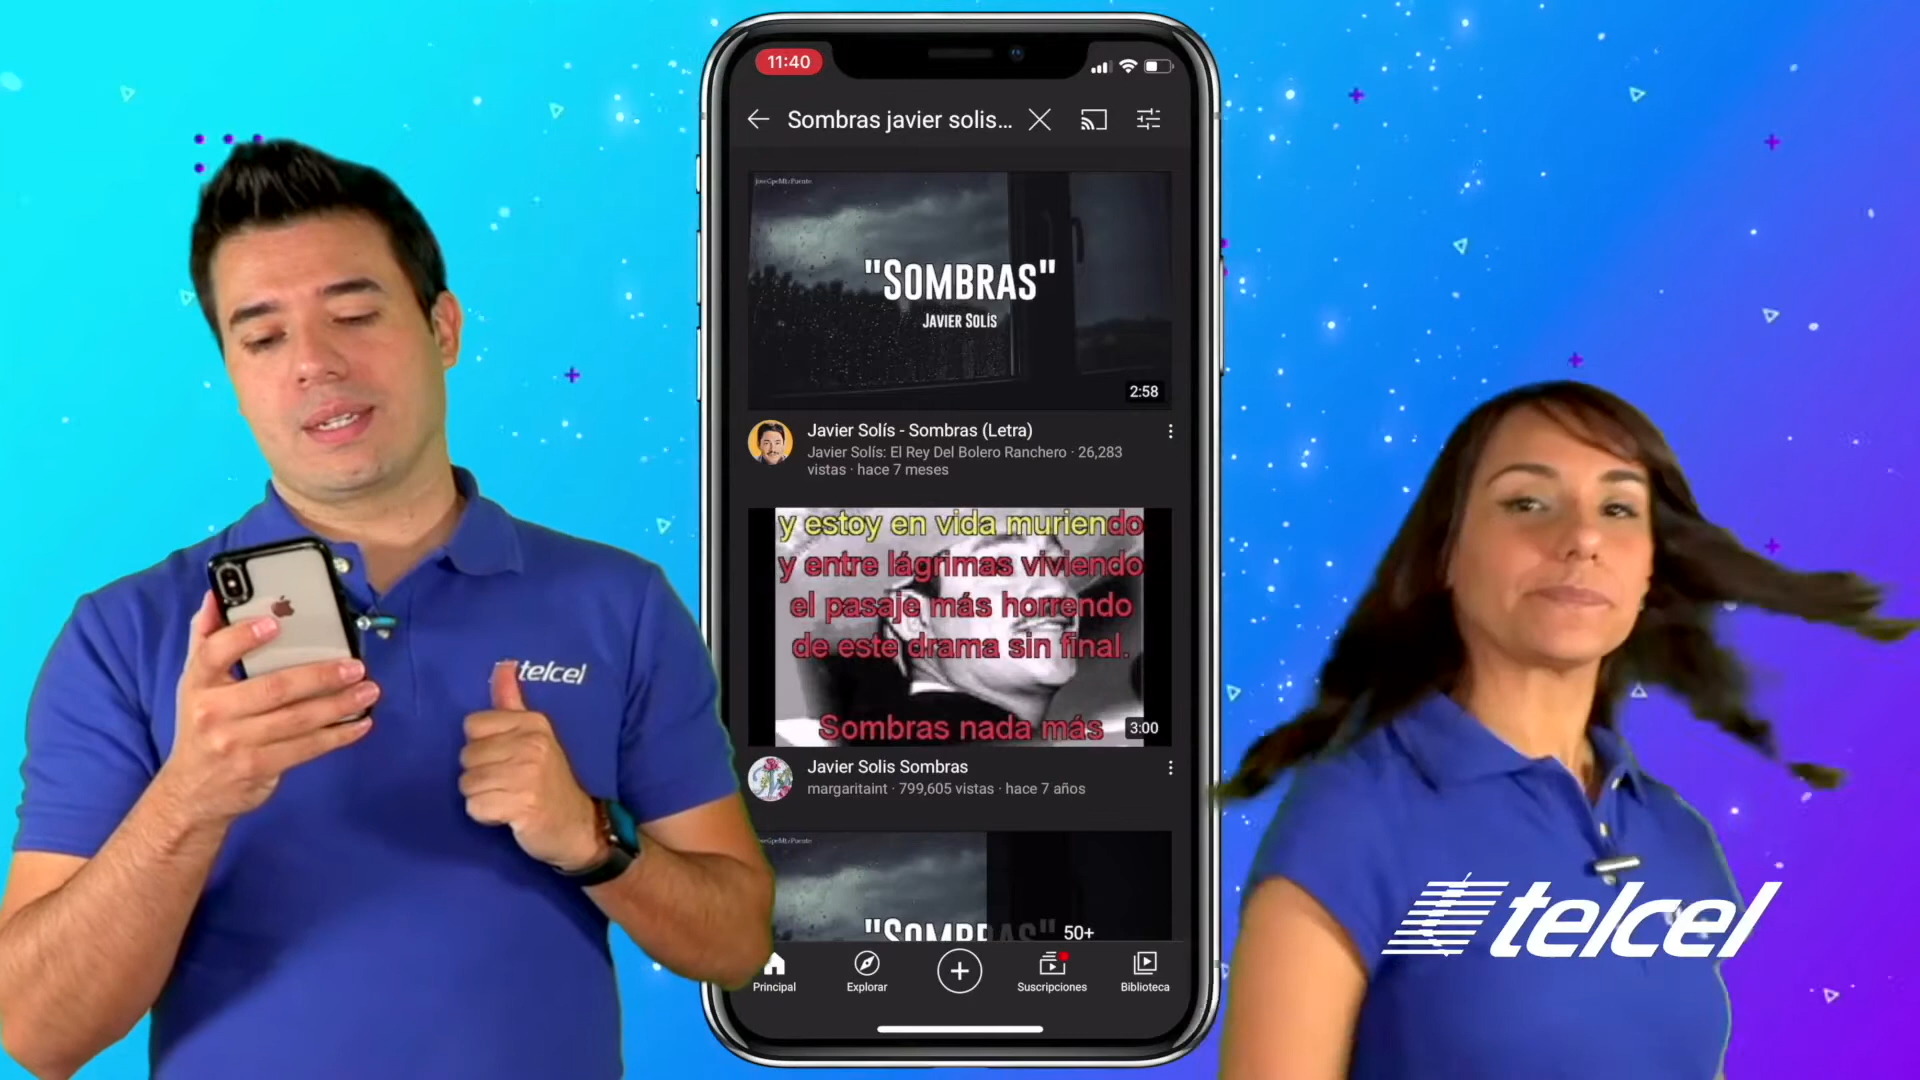 11:40
Sombras javier solis...
JoseGpeMtzPuente
"SOMBRAS"
JAVIER SOLÍS
2:58
Javier Solís - Sombras (Letra)
Javier Solís: El Rey Del Bolero Ranchero · 26,283
vistas · hace 7 meses
y estoy en vida muriendo
y entre lágrimas viviendo
el pasaje más horrendo
de este drama sin final.
Sombras nada más
3:00
Javier Solis Sombras
margaritaint · 799,605 vistas · hace 7 años
"SOMBRAS"
50+
Principal
Explorar
Suscripciones
Biblioteca
telcel
telcel